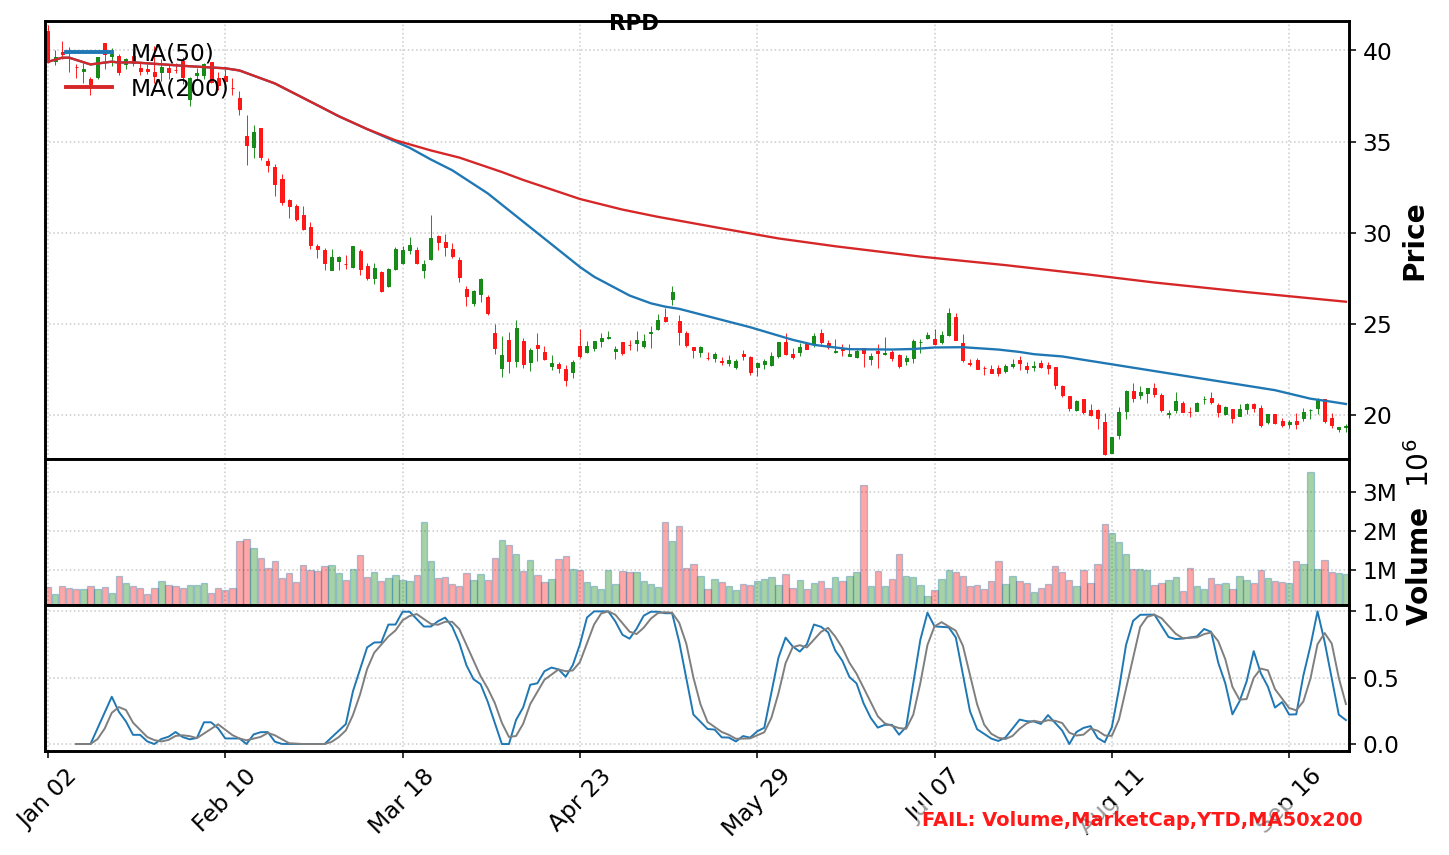 RPD
MA(50)
MA(200)
40
35
30
25
20
Price
3M
2M
1M
Volume 10^6
1.0
0.5
0.0
Jan 02
Feb 10
Mar 18
Apr 23
May 29
Jul 07
Aug 11
Sep 16
FAIL: Volume,MarketCap,YTD,MA50x200